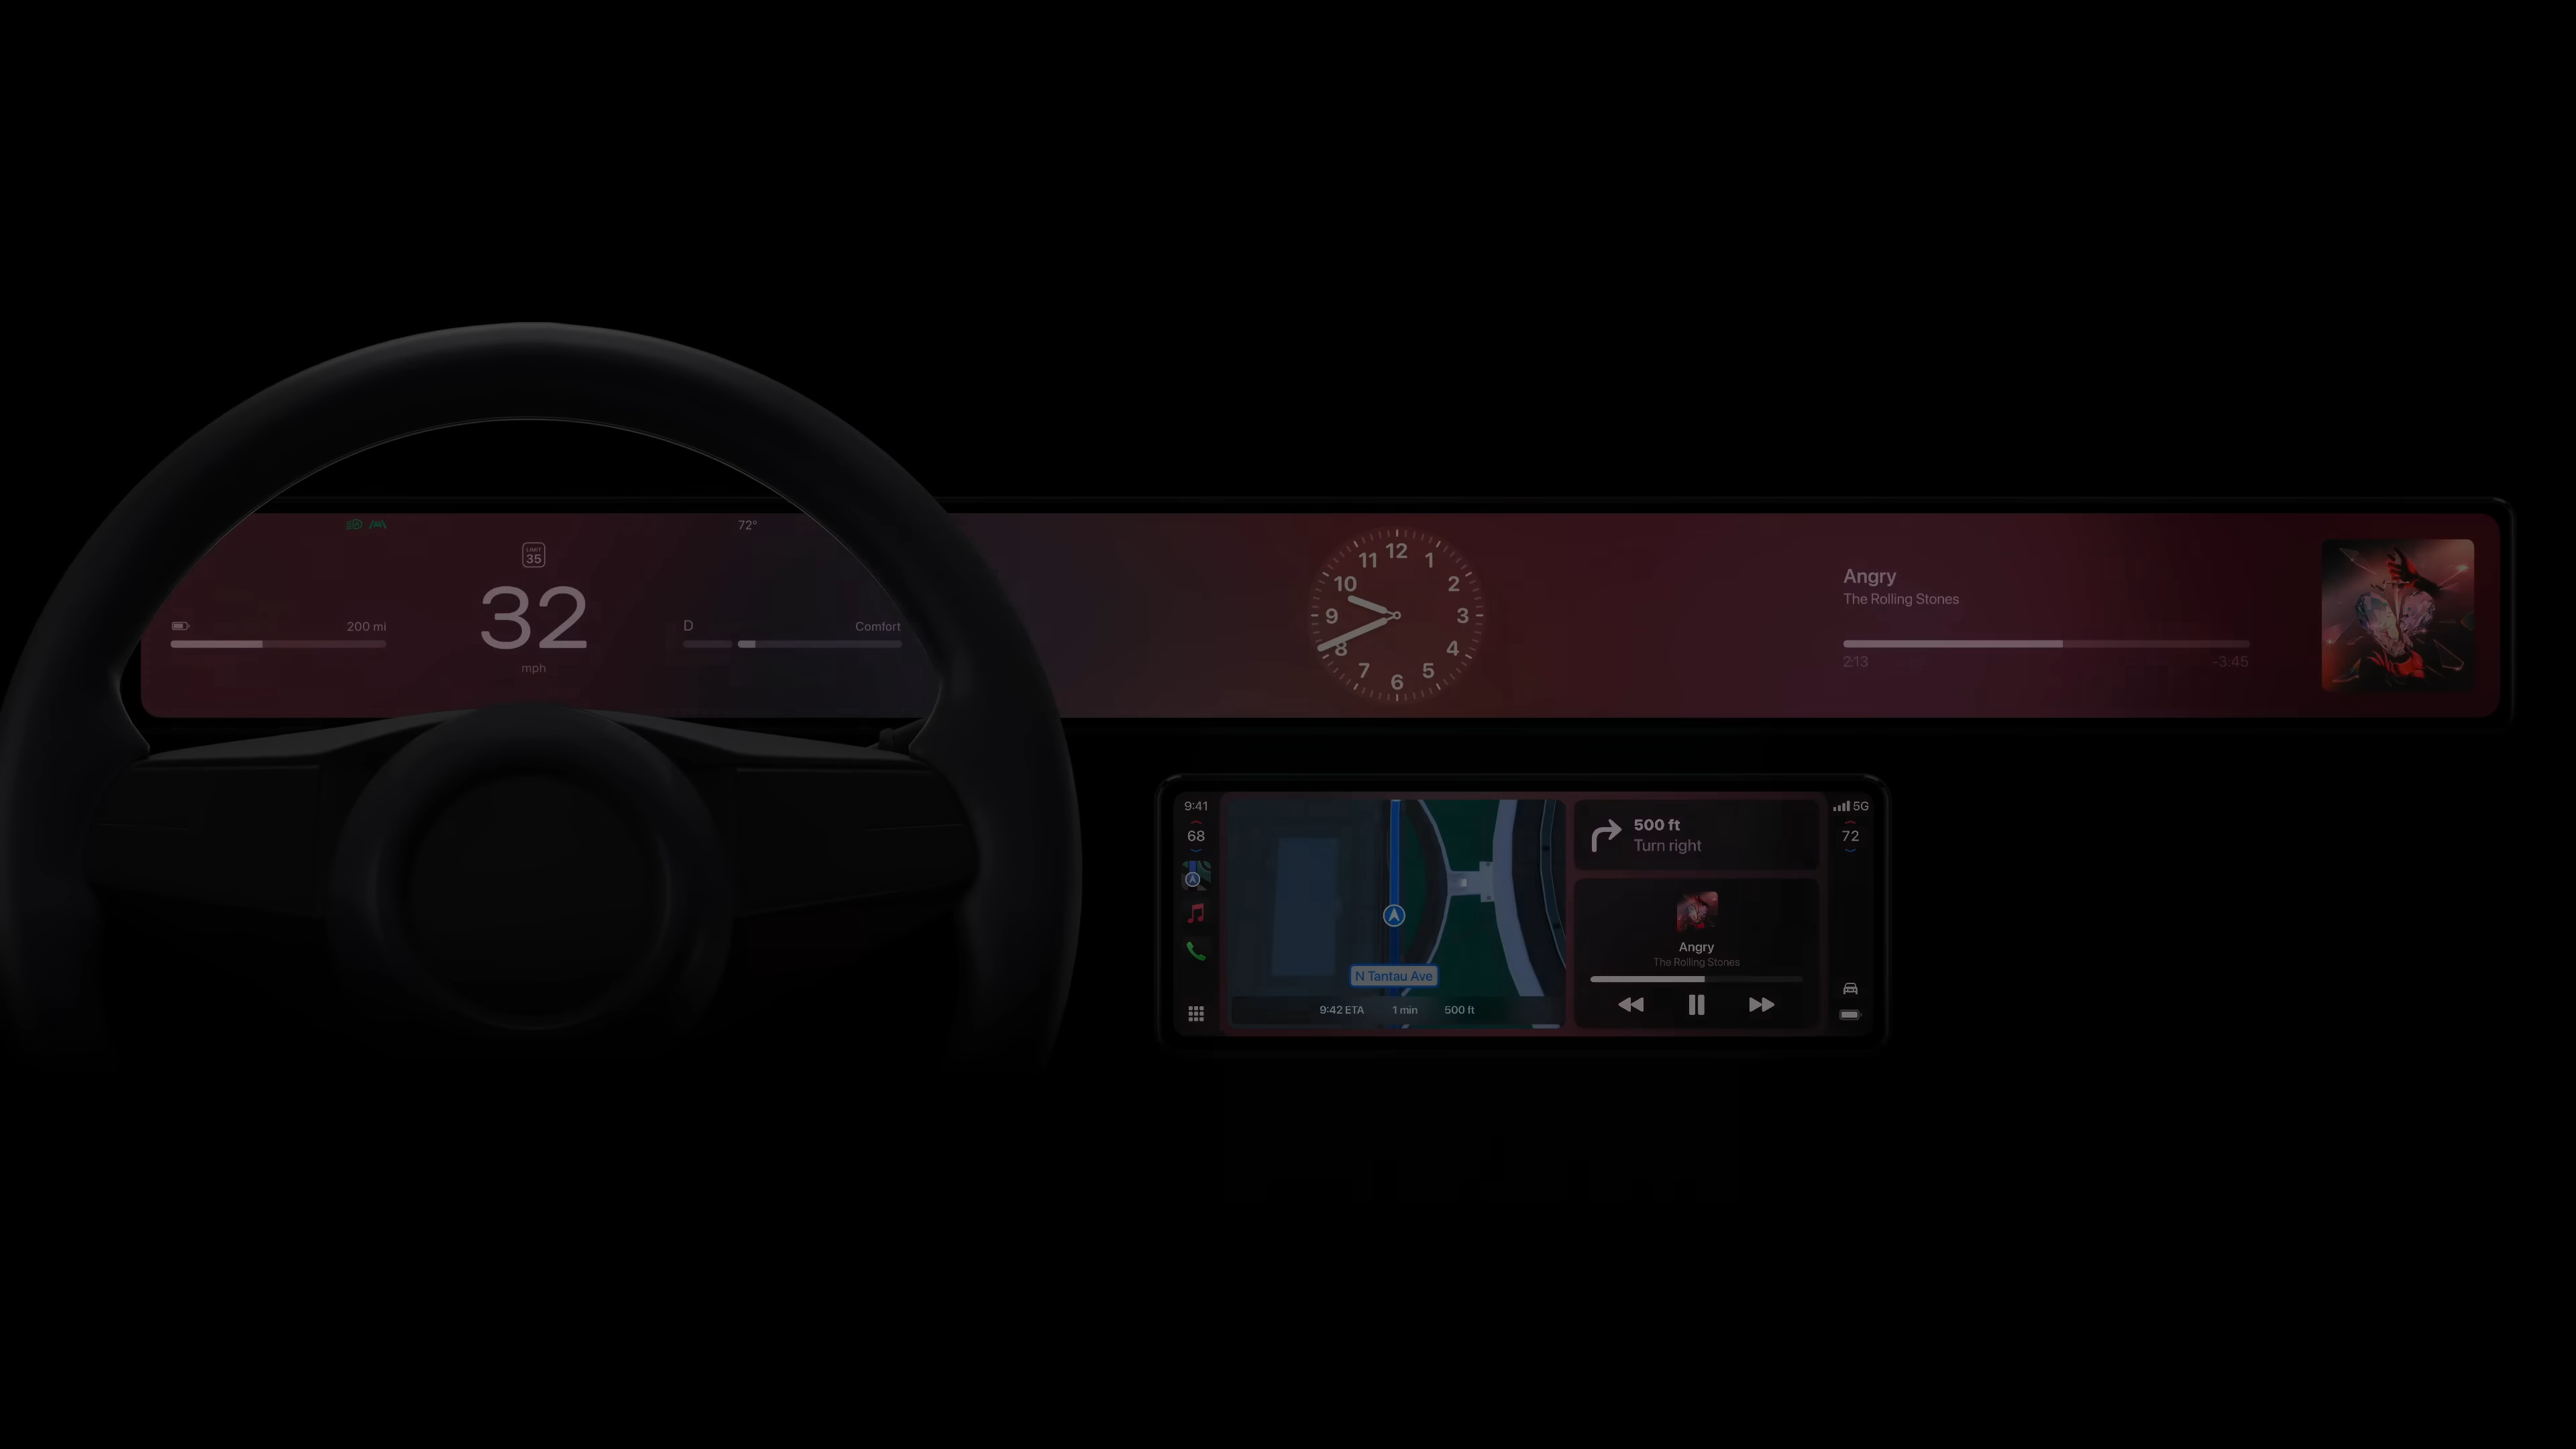 72°
LIMIT
35
32
mph
200 mi
D
Comfort
12
1
2
3
4
5
6
7
8
9
10
11
Angry
The Rolling Stones
2:13
-3:45
9:41
68
N Tantau Ave
9:42 ETA 1 min 500 ft
500 ft
Turn right
Angry
The Rolling Stones
5G
72